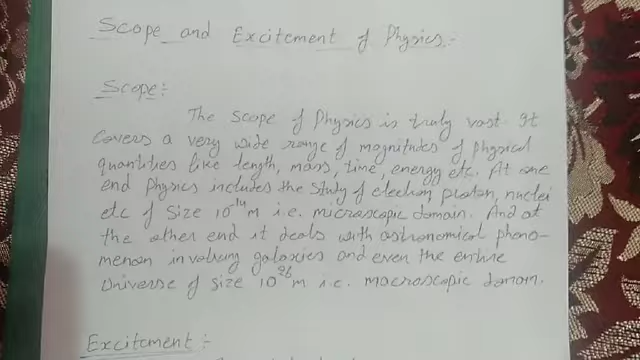 Scope and Excitement of Physics:-
Scope:-
The Scope of Physics is truly vast. It
Covers a very wide range of magnitudes of physical
quantities like length, mass, time, energy etc. At one
end Physics includes the study of electron, proton, nuclei
etc of Size 10⁻¹⁴ m i.e. microscopic domain. And at
the other end it deals with astronomical pheno-
menon involving galaxies and even the entire
Universe of size 10²⁶ m i.e. macroscopic domain.
Excitement:-